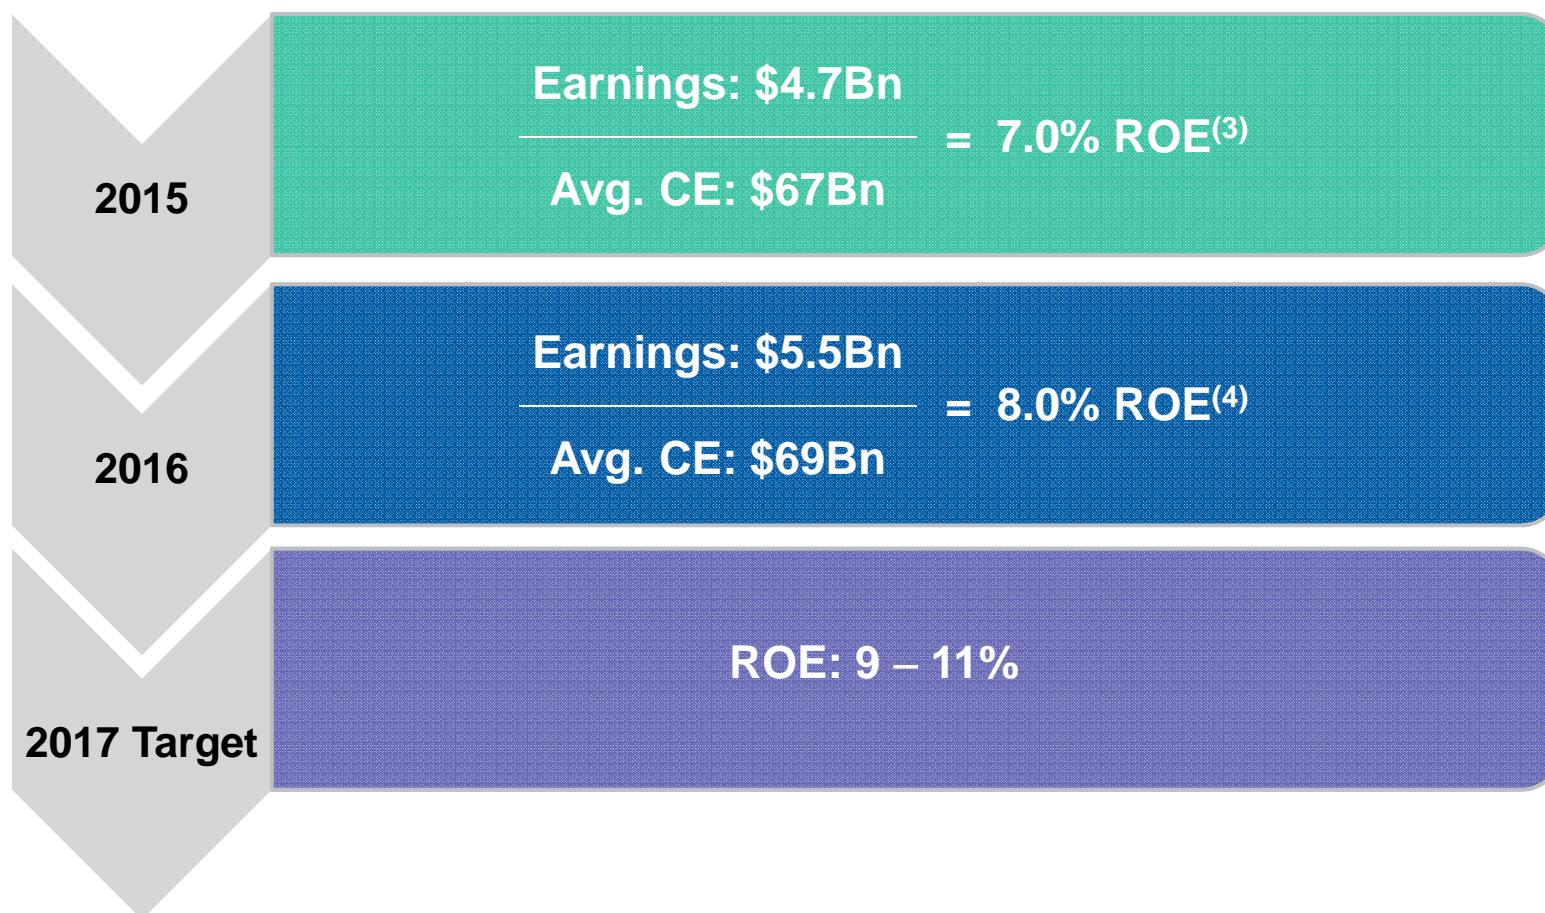 2015
Earnings: $4.7Bn
Avg. CE: $67Bn
= 7.0% ROE(3)
2016
Earnings: $5.5Bn
Avg. CE: $69Bn
= 8.0% ROE(4)
2017 Target
ROE: 9 – 11%